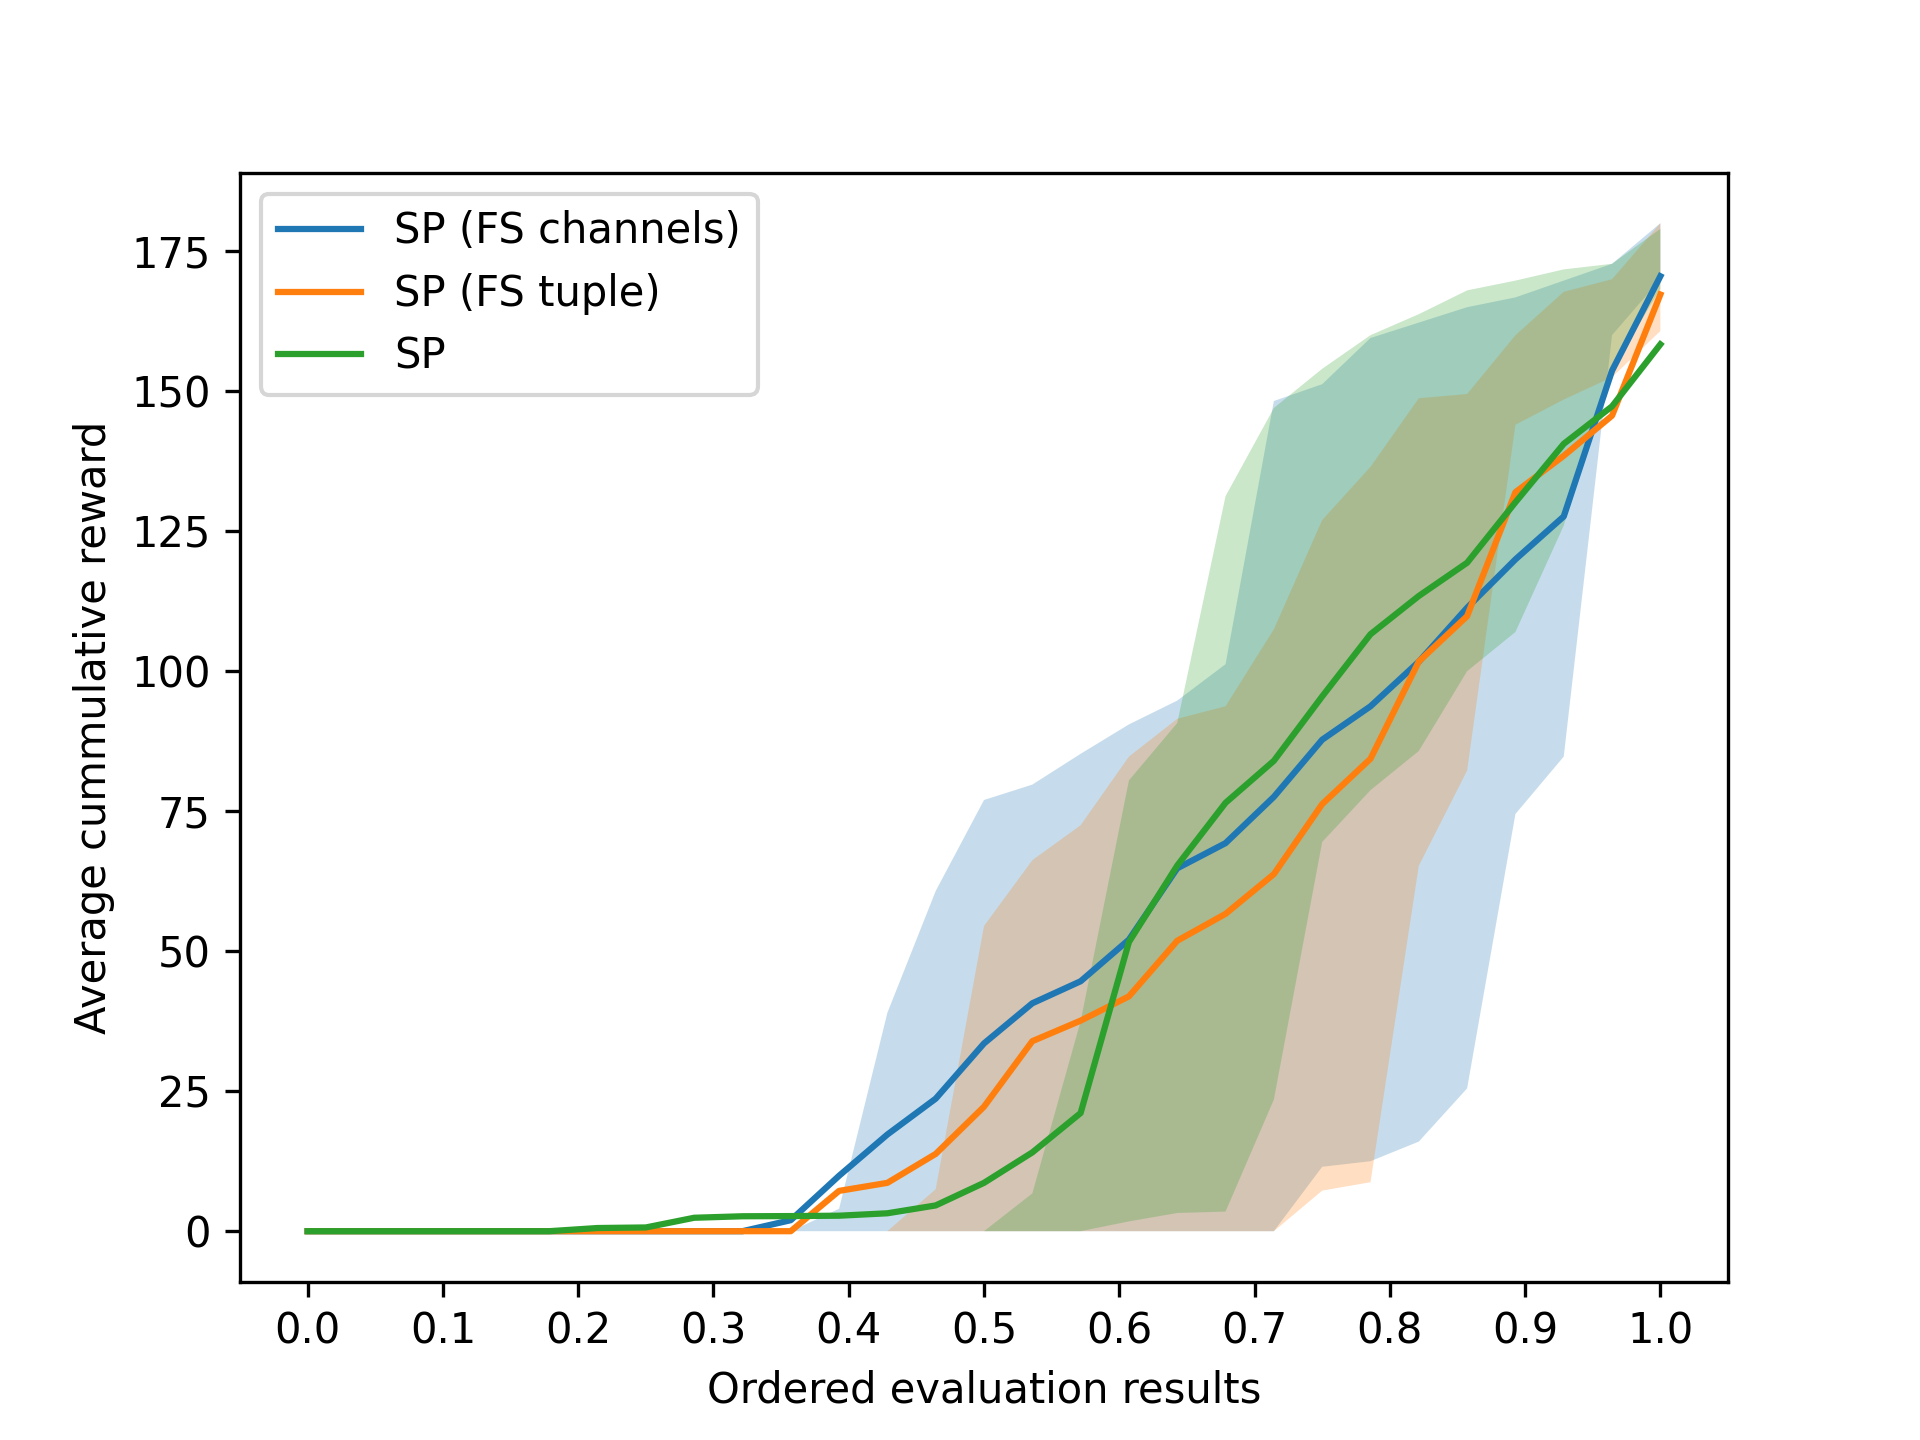 SP (FS channels)
SP (FS tuple)
SP
175
150
125
100
75
50
25
0
Average cummulative reward
0.0 0.1 0.2 0.3 0.4 0.5 0.6 0.7 0.8 0.9 1.0
Ordered evaluation results